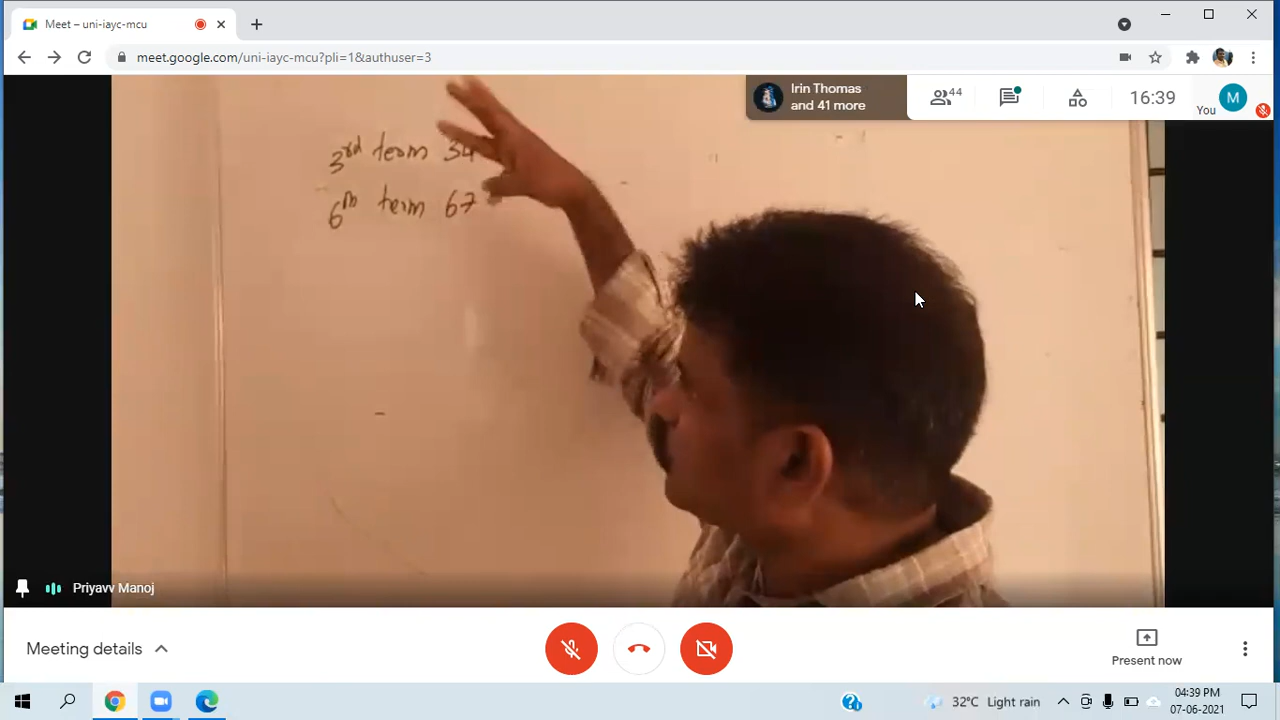 Meet – uni-iayc-mcu
meet.google.com/uni-iayc-mcu?pli=1&authuser=3
Irin Thomas
and 41 more
44
16:39
You
M
3rd term 34
6th term 67
Priyavv Manoj
Meeting details
Present now
32°C Light rain
04:39 PM
07-06-2021